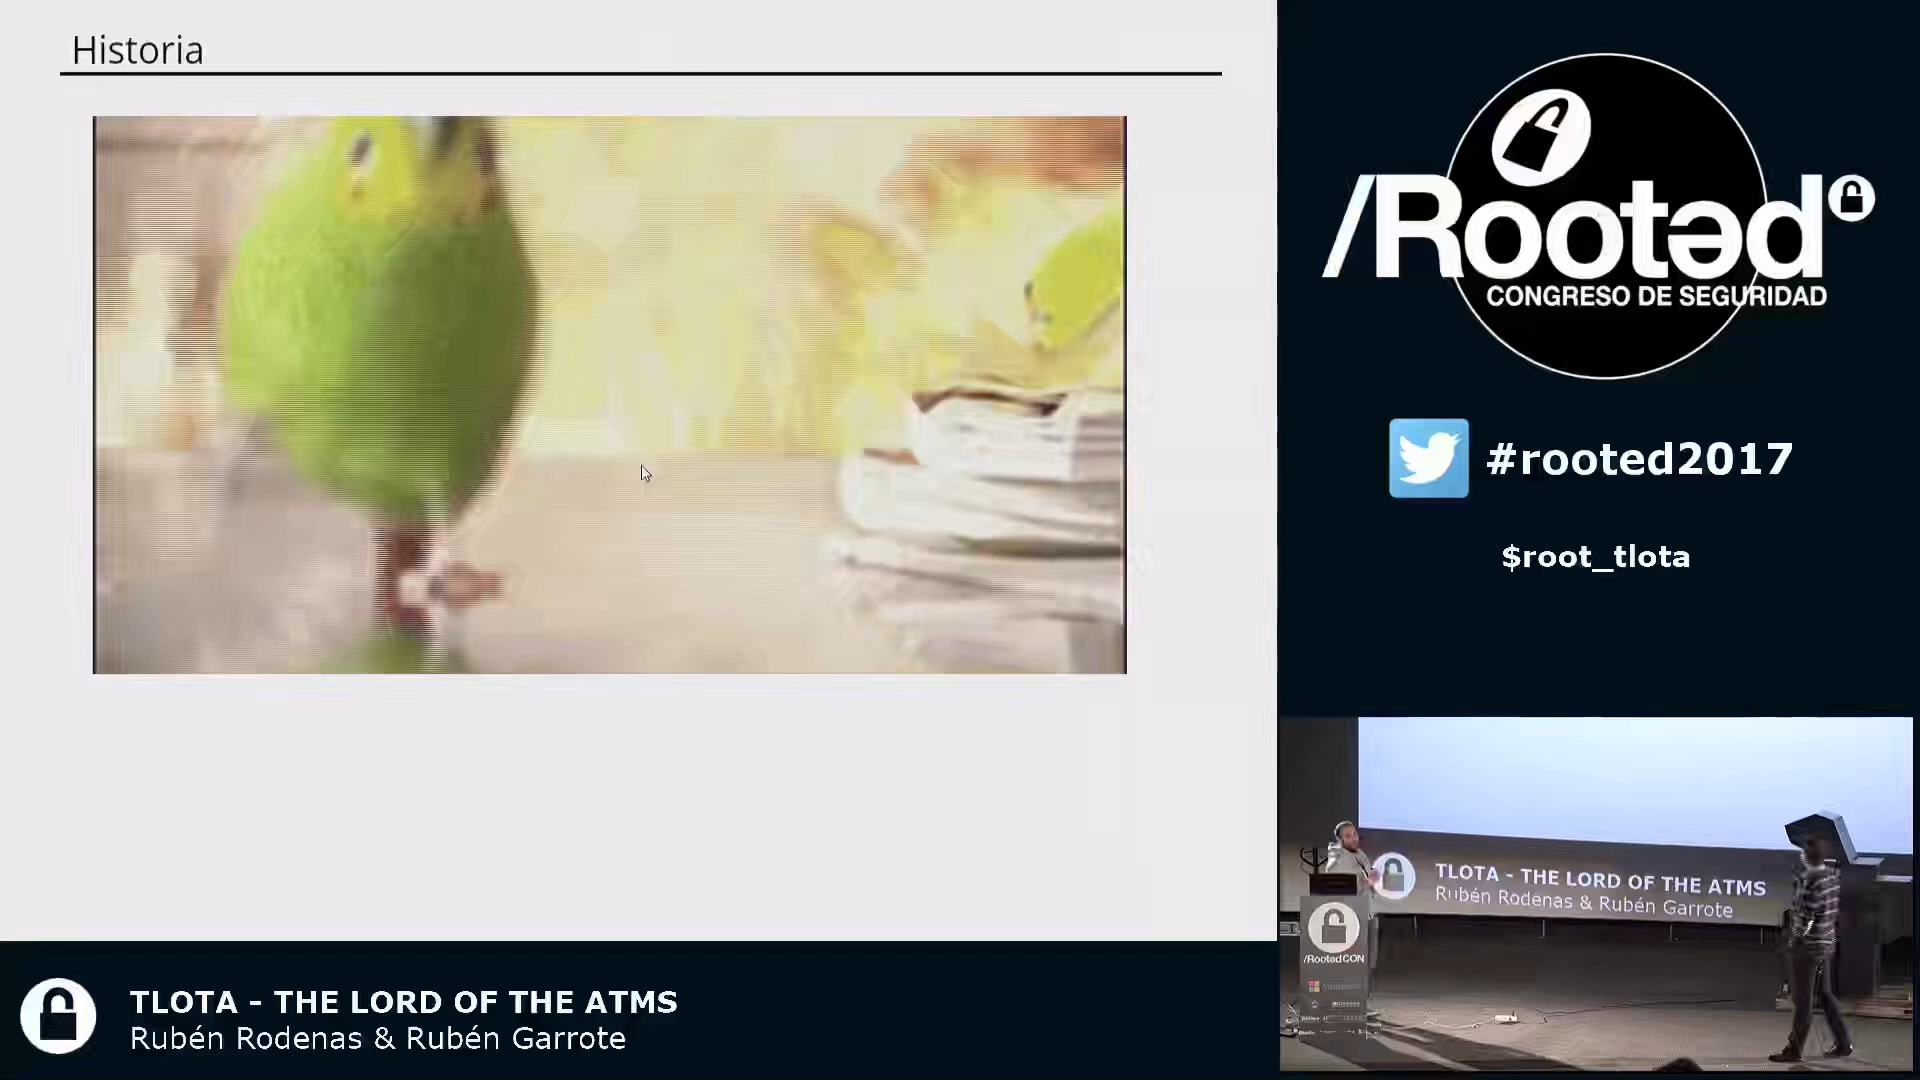 Historia
/Rootəd
CONGRESO DE SEGURIDAD
#rooted2017
$root_tlota
TLOTA - THE LORD OF THE ATMS
Rubén Rodenas & Rubén Garrote
/RootedCON
TLOTA - THE LORD OF THE ATMS
Rubén Rodenas & Rubén Garrote